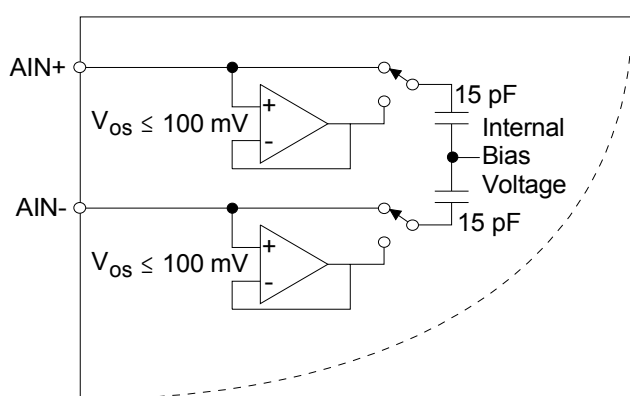 AIN+
+
-
V_os ≤ 100 mV
15 pF
Internal
Bias
Voltage
15 pF
AIN-
+
-
V_os ≤ 100 mV